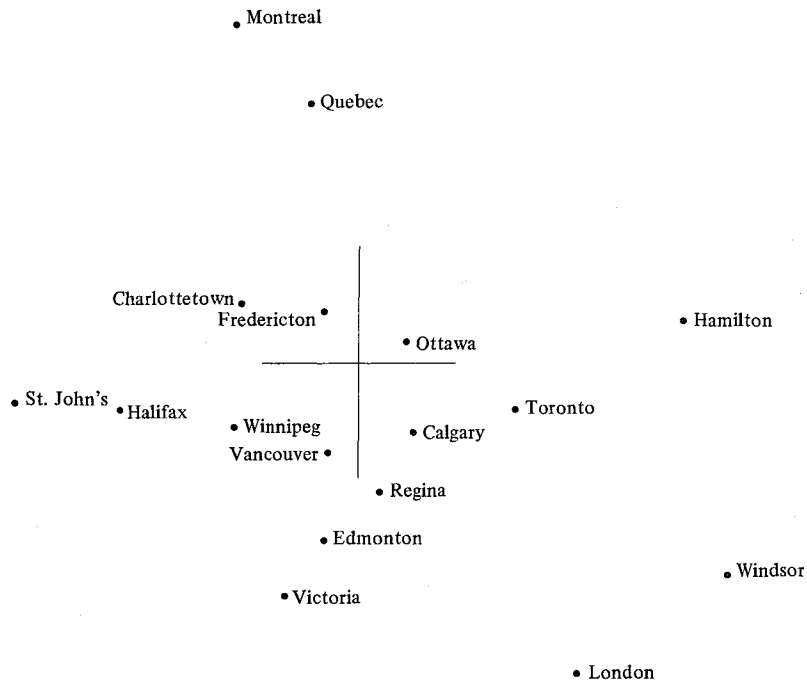 Montreal
Quebec
Charlottetown
Fredericton
Hamilton
Ottawa
St. John's
Halifax
Toronto
Winnipeg
Calgary
Vancouver
Regina
Edmonton
Windsor
Victoria
London